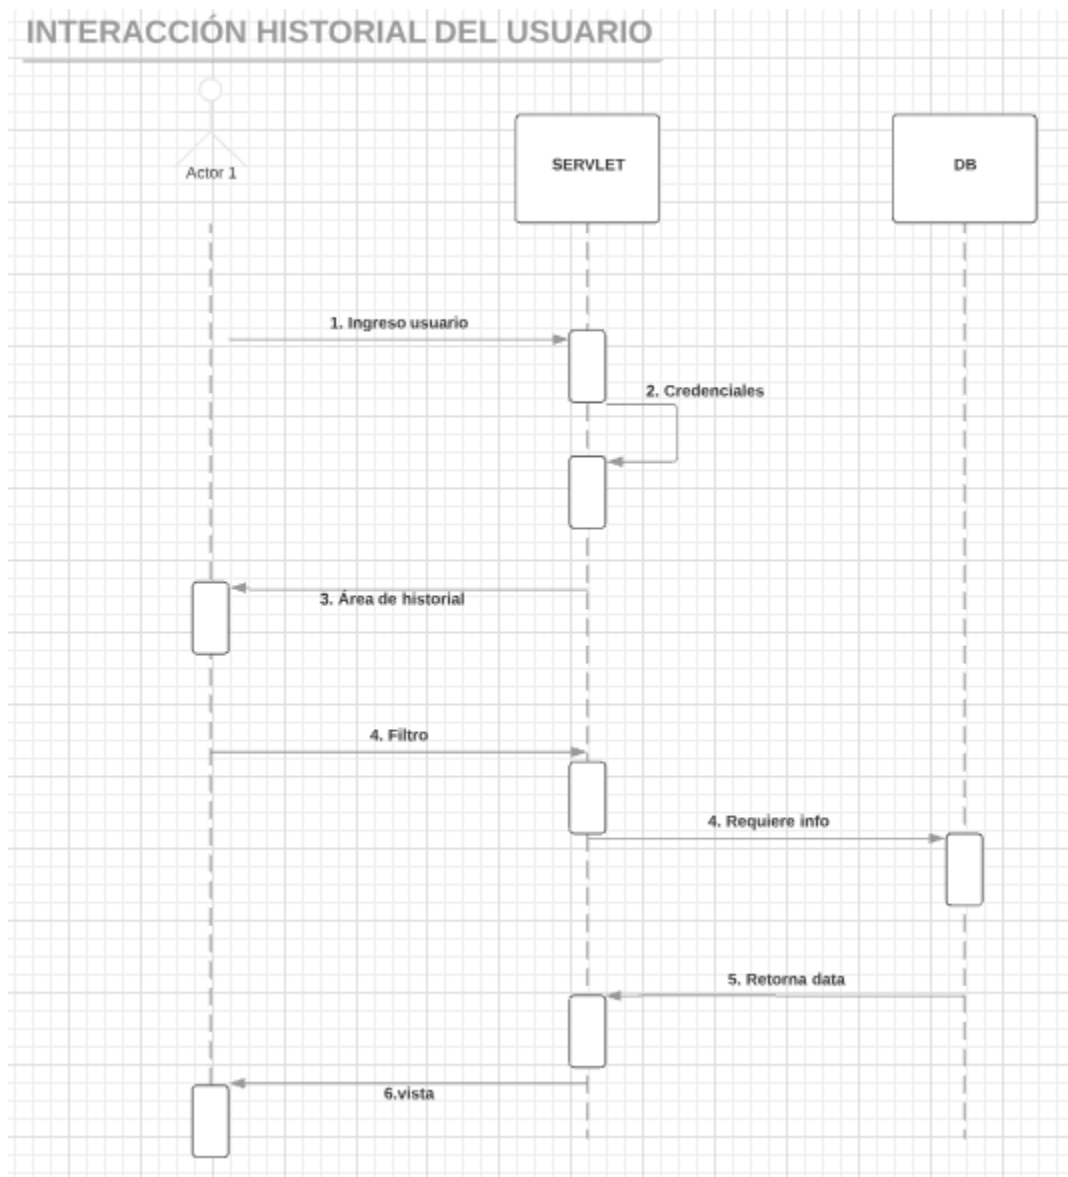 INTERACCIÓN HISTORIAL DEL USUARIO
Actor 1
SERVLET
DB
1. Ingreso usuario
2. Credenciales
3. Área de historial
4. Filtro
4. Requiere info
5. Retorna data
6.vista